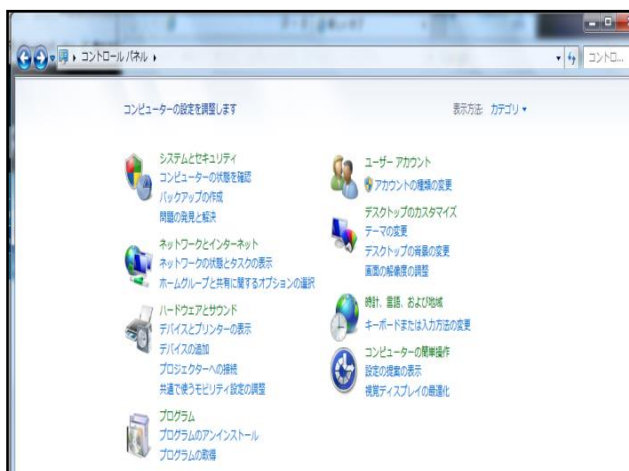 コントロール パネル
コントロ...
コンピューターの設定を調整します
表示方法: カテゴリ
システムとセキュリティ
コンピューターの状態を確認
バックアップの作成
問題の発見と解決
ネットワークとインターネット
ネットワークの状態とタスクの表示
ホームグループと共有に関するオプションの選択
ハードウェアとサウンド
デバイスとプリンターの表示
デバイスの追加
プロジェクターへの接続
共通で使うモビリティ設定の調整
プログラム
プログラムのアンインストール
プログラムの取得
ユーザー アカウント
アカウントの種類の変更
デスクトップのカスタマイズ
テーマの変更
デスクトップの背景の変更
画面の解像度の調整
時計、言語、および地域
キーボードまたは入力方法の変更
コンピューターの簡単操作
設定の提案の表示
視覚ディスプレイの最適化